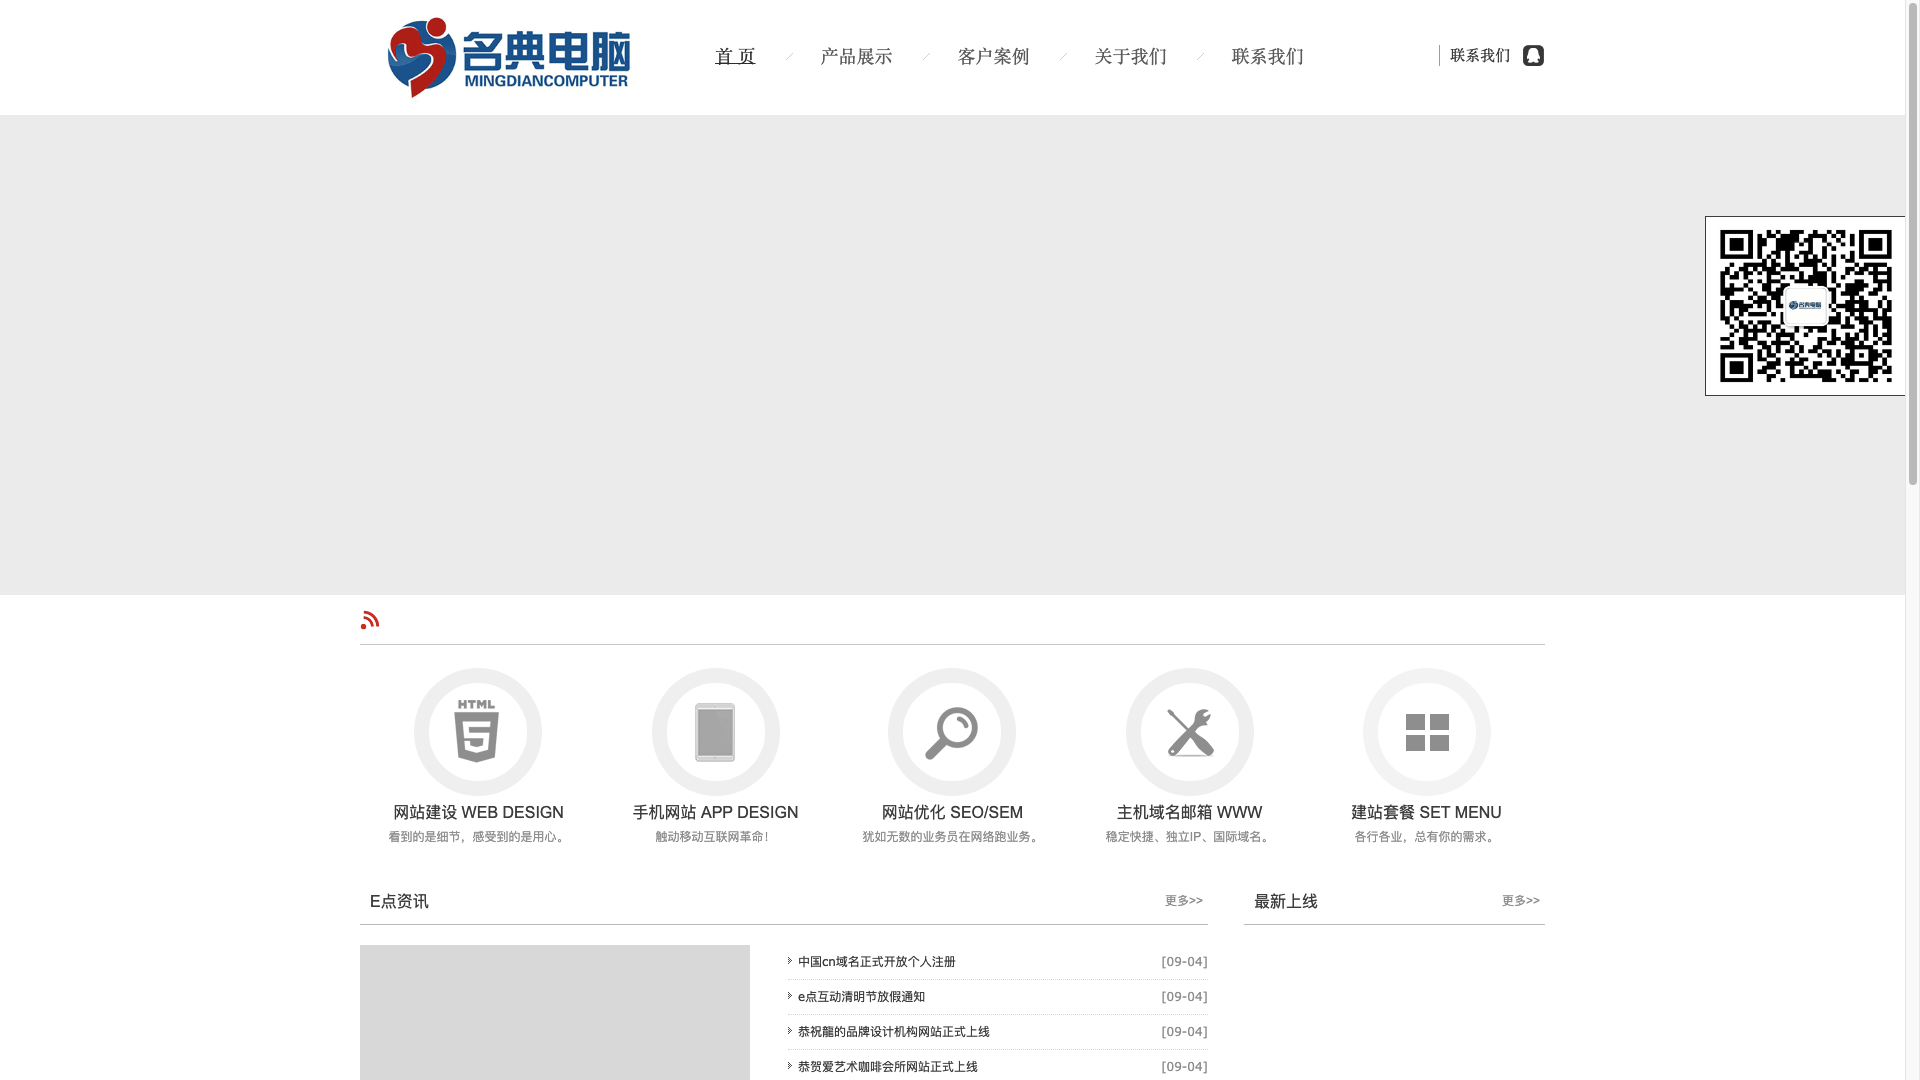 名典电脑
MINGDIANCOMPUTER
首 页
产品展示
客户案例
关于我们
联系我们
联系我们
名典电脑
HTML
网站建设 WEB DESIGN
看到的是细节，感受到的是用心。
手机网站 APP DESIGN
触动移动互联网革命！
网站优化 SEO/SEM
犹如无数的业务员在网络跑业务。
主机域名邮箱 WWW
稳定快捷、独立IP、国际域名。
建站套餐 SET MENU
各行各业，总有你的需求。
E点资讯
更多>>
最新上线
更多>>
中国cn域名正式开放个人注册 [09-04]
e点互动清明节放假通知 [09-04]
恭祝龍的品牌设计机构网站正式上线 [09-04]
恭贺爱艺术咖啡会所网站正式上线 [09-04]